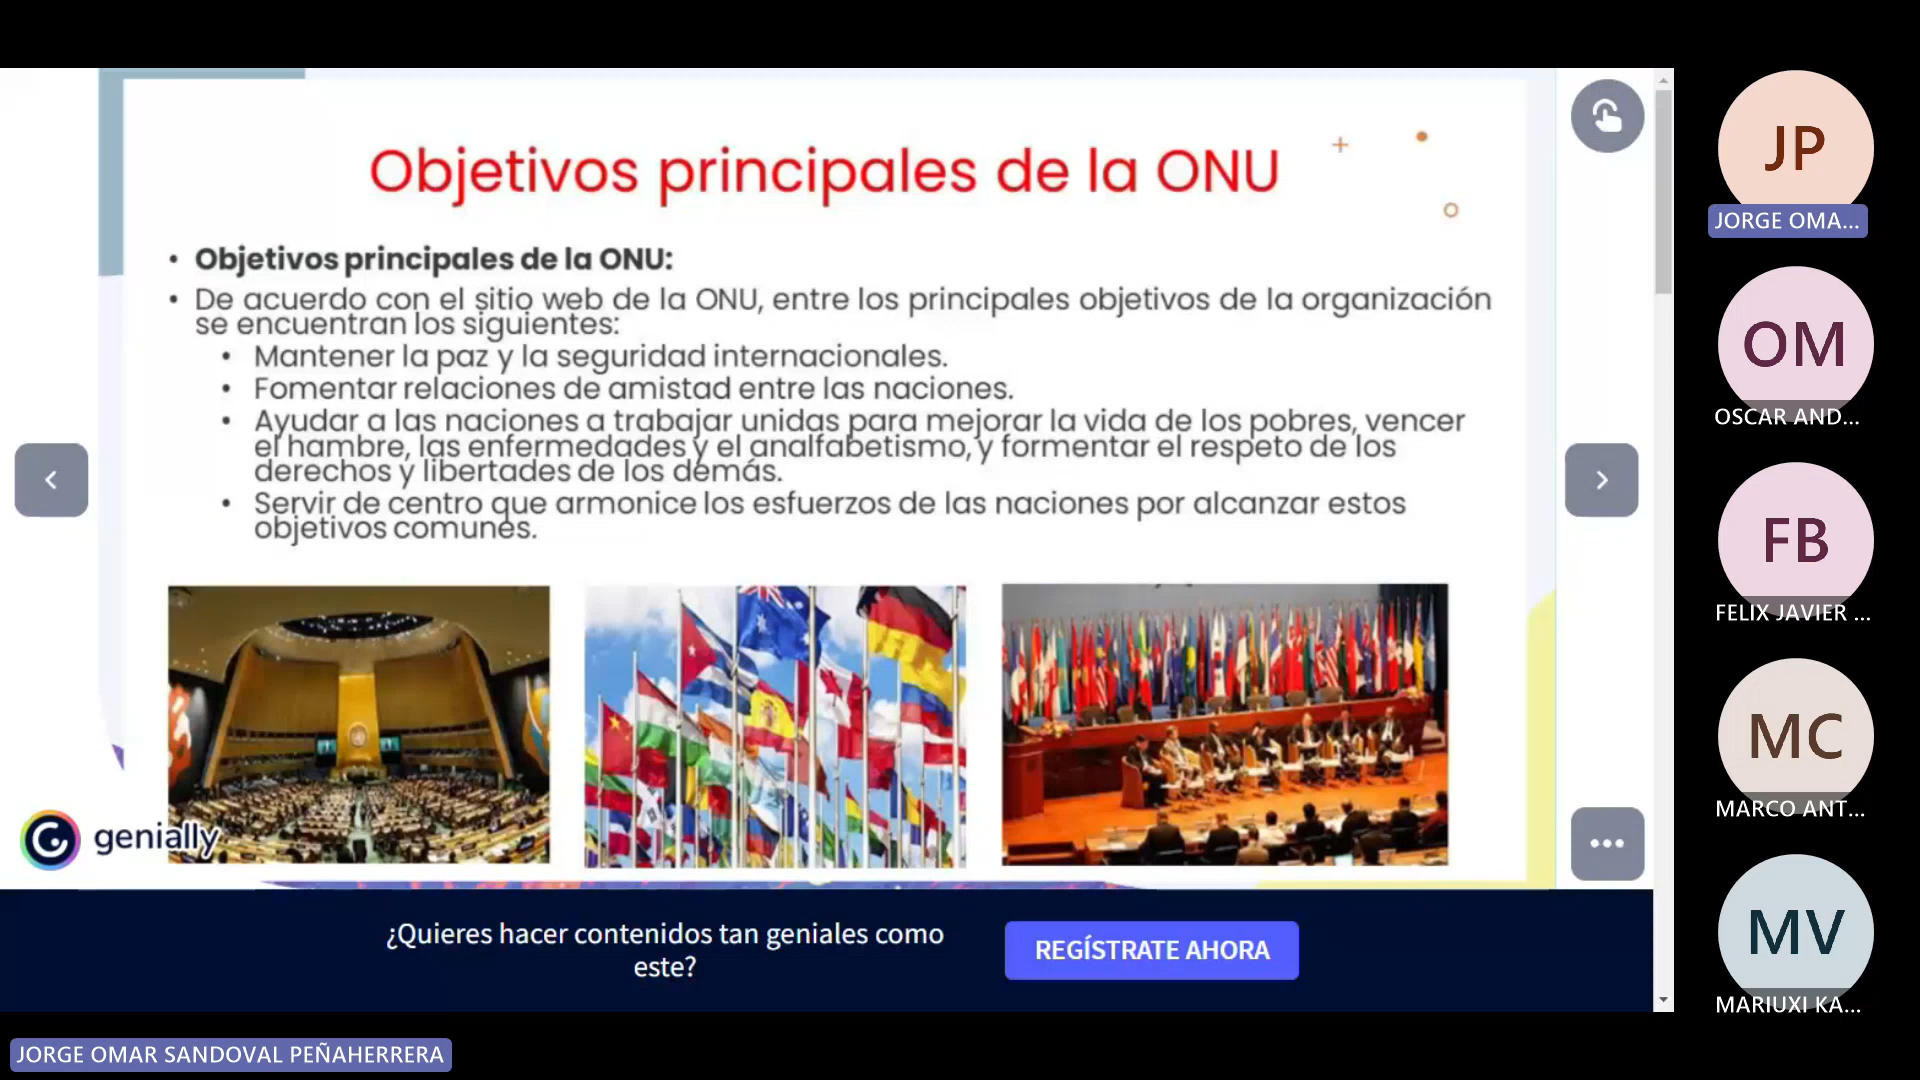 Objetivos principales de la ONU
• Objetivos principales de la ONU:
• De acuerdo con el sitio web de la ONU, entre los principales objetivos de la organización
se encuentran los siguientes:
• Mantener la paz y la seguridad internacionales.
• Fomentar relaciones de amistad entre las naciones.
• Ayudar a las naciones a trabajar unidas para mejorar la vida de los pobres, vencer
el hambre, las enfermedades y el analfabetismo, y formentar el respeto de los
derechos y libertades de los demás.
• Servir de centro que armonice los esfuerzos de las naciones por alcanzar estos
objetivos comunes.
genially
¿Quieres hacer contenidos tan geniales como
este?
REGÍSTRATE AHORA
JORGE OMAR SANDOVAL PEÑAHERRERA
JP
JORGE OMA...
OM
OSCAR AND...
FB
FELIX JAVIER ...
MC
MARCO ANT...
MV
MARIUXI KA...